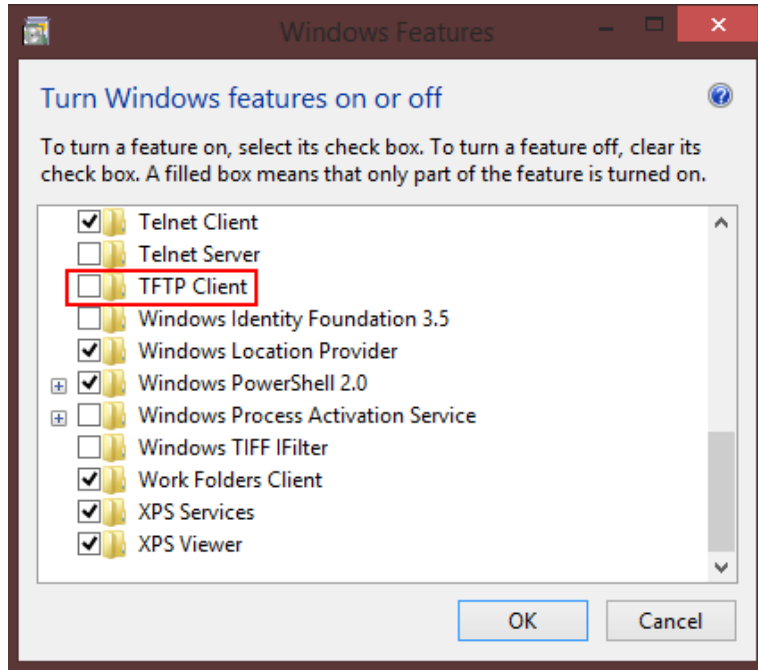 Windows Features
Turn Windows features on or off
To turn a feature on, select its check box. To turn a feature off, clear its
check box. A filled box means that only part of the feature is turned on.
Telnet Client
Telnet Server
TFTP Client
Windows Identity Foundation 3.5
Windows Location Provider
Windows PowerShell 2.0
Windows Process Activation Service
Windows TIFF IFilter
Work Folders Client
XPS Services
XPS Viewer
OK Cancel